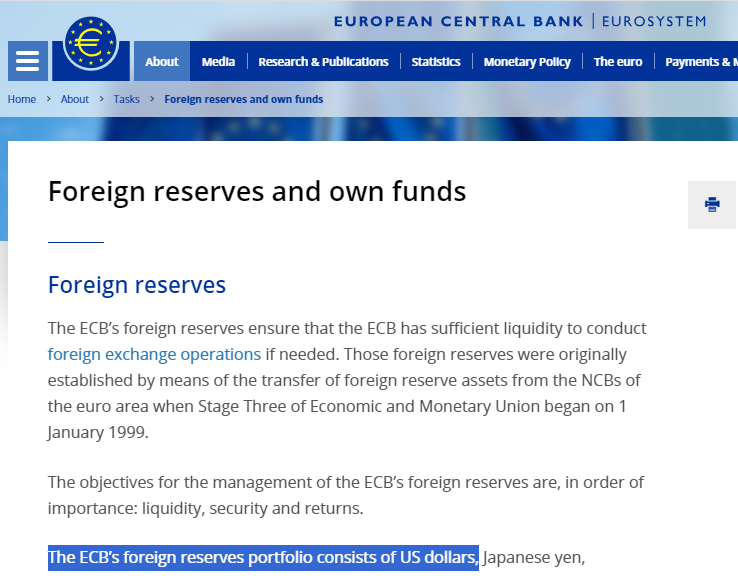 EUROPEAN CENTRAL BANK | EUROSYSTEM
€
About Media Research & Publications Statistics Monetary Policy The euro Payments & M
Home > About > Tasks > Foreign reserves and own funds
Foreign reserves and own funds
Foreign reserves
The ECB’s foreign reserves ensure that the ECB has sufficient liquidity to conduct
foreign exchange operations if needed. Those foreign reserves were originally
established by means of the transfer of foreign reserve assets from the NCBs of
the euro area when Stage Three of Economic and Monetary Union began on 1
January 1999.
The objectives for the management of the ECB’s foreign reserves are, in order of
importance: liquidity, security and returns.
The ECB’s foreign reserves portfolio consists of US dollars, Japanese yen,